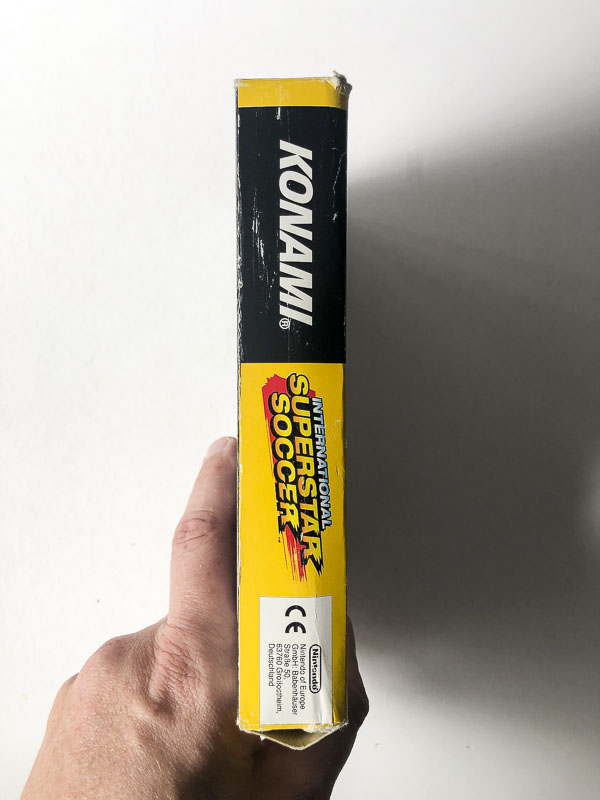 KONAMI®
INTERNATIONAL
SUPERSTAR
SOCCER
CE
Nintendo®
Nintendo of Europe
GmbH, Babenhäuser
Straße 50,
63760 Großostheim,
Deutschland